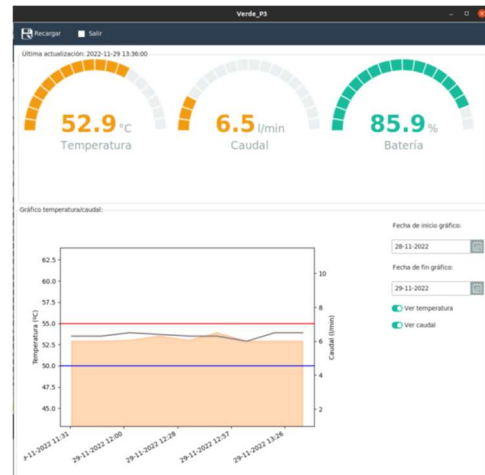 Verde_P3
Recargar Salir
Última actualización: 2022-11-29 13:36:00
52.9 °C
Temperatura
6.5 l/min
Caudal
85.9 %
Batería
Gráfico temperatura/caudal:
Temperatura (ºC)
62.5
60.0
57.5
55.0
52.5
50.0
47.5
45.0
10
8
6
4
2
Caudal (l/min)
-11-2022 11:31
29-11-2022 12:00
29-11-2022 12:28
29-11-2022 12:57
29-11-2022 13:26
Fecha de inicio gráfico:
28-11-2022
Fecha de fin gráfico:
29-11-2022
Ver temperatura
Ver caudal